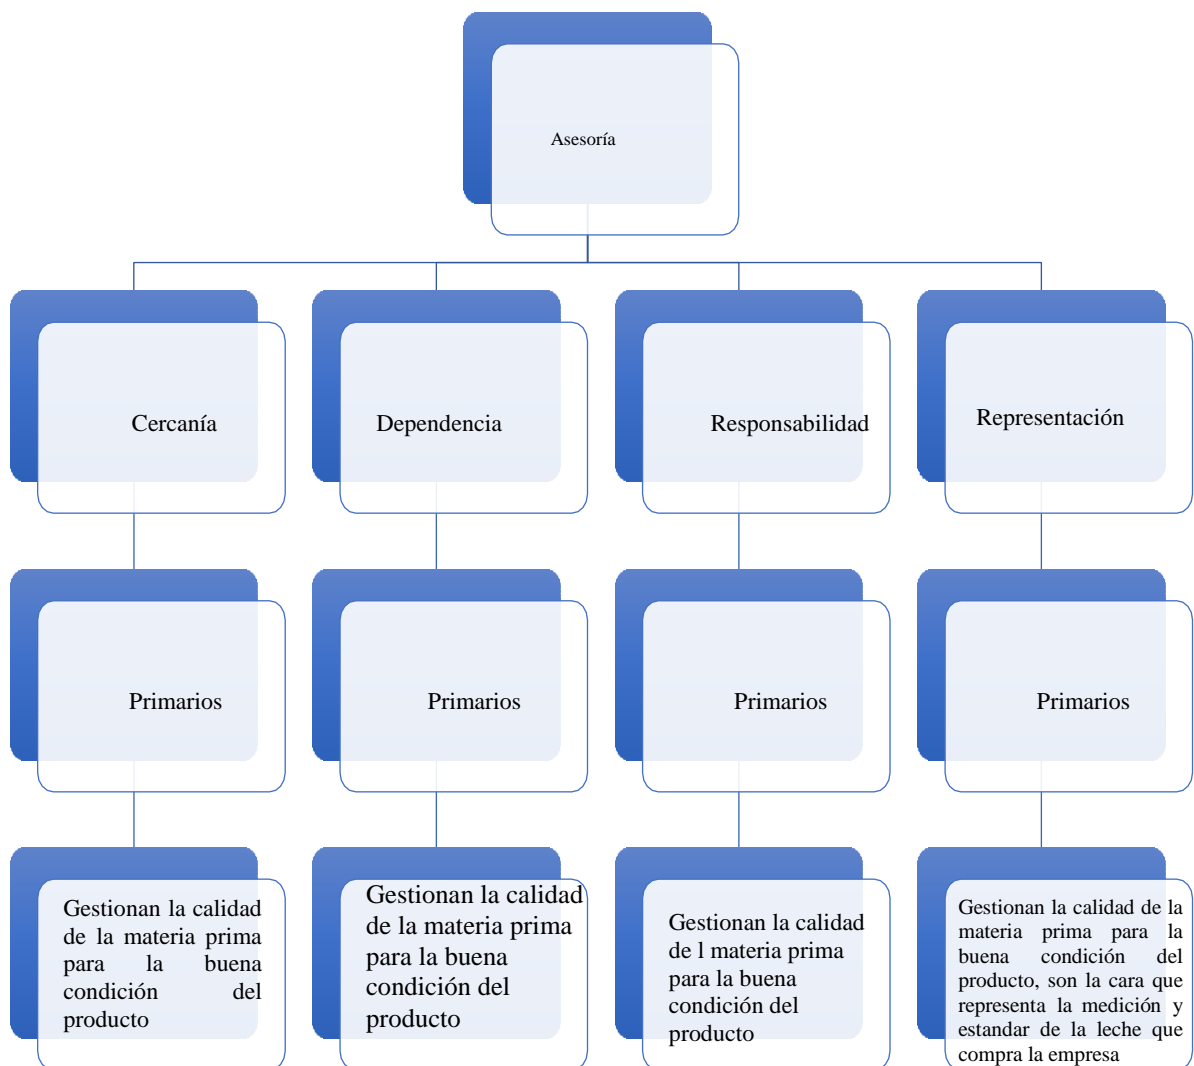 Asesoría
Cercanía
Dependencia
Responsabilidad
Representación
Primarios
Primarios
Primarios
Primarios
Gestionan la calidad
de la materia prima
para la buena
condición del
producto
Gestionan la calidad
de la materia prima
para la buena
condición del
producto
Gestionan la calidad
de l materia prima
para la buena
condición del
producto
Gestionan la calidad de la
materia prima para la
buena condición del
producto, son la cara que
representa la medición y
estandar de la leche que
compra la empresa